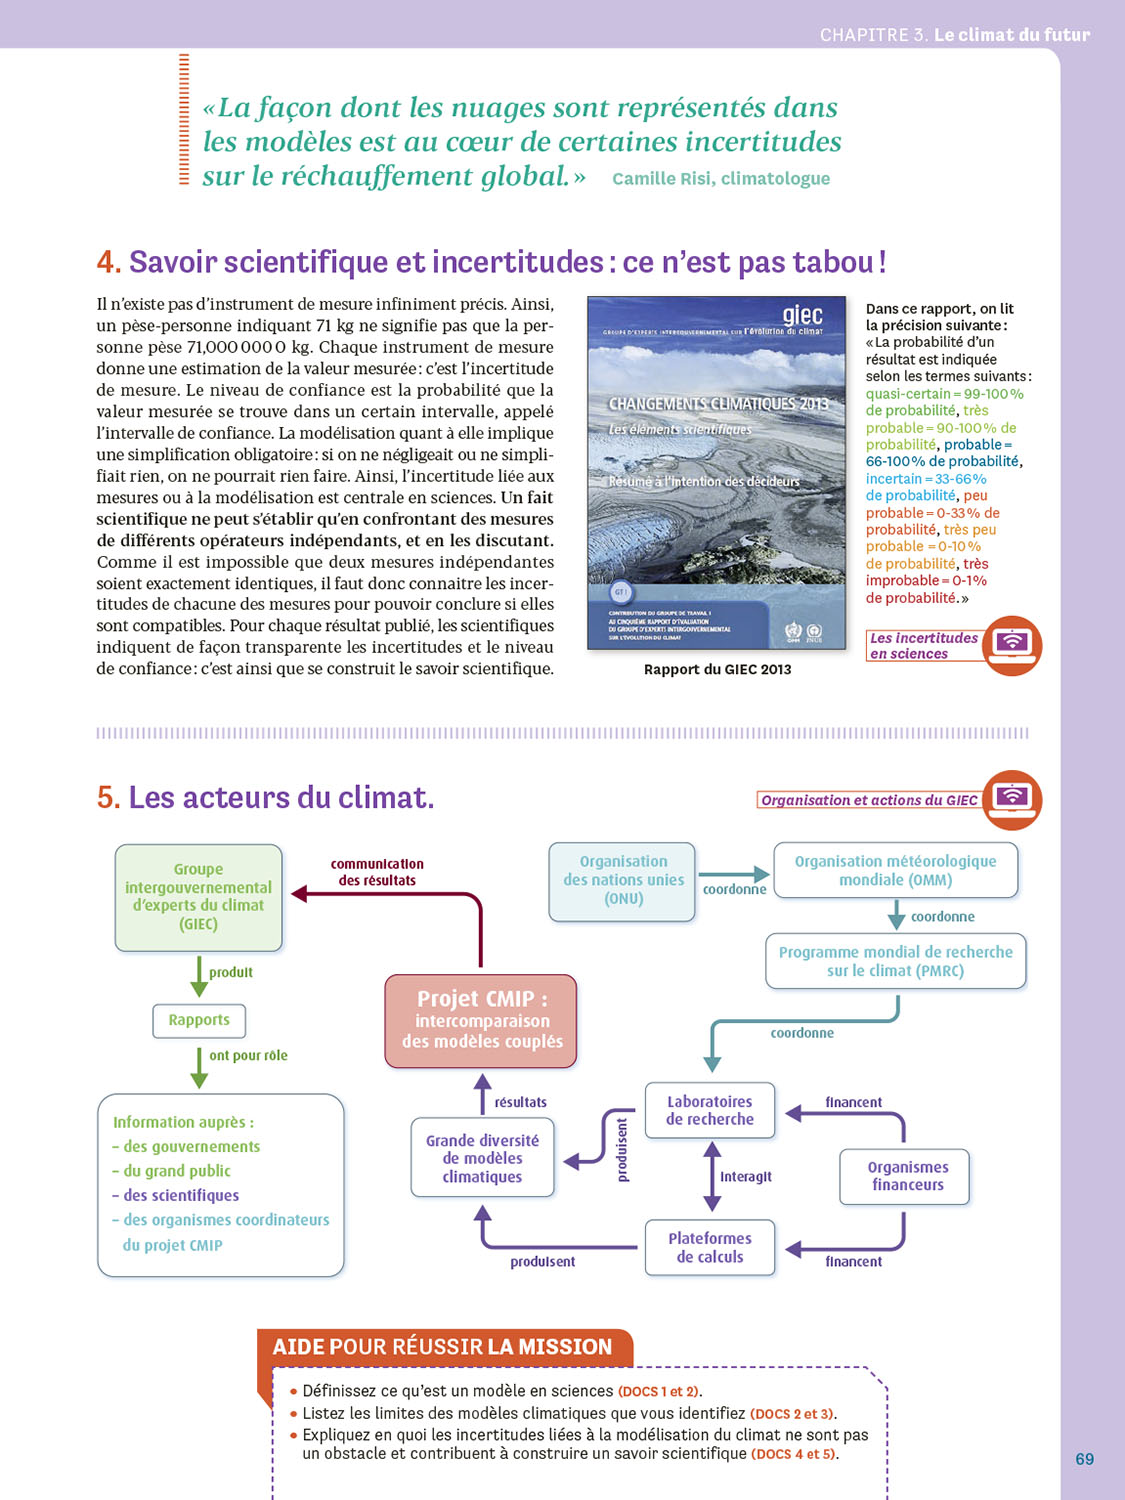 CHAPITRE 3. Le climat du futur
« La façon dont les nuages sont représentés dans
les modèles est au cœur de certaines incertitudes
sur le réchauffement global. » Camille Risi, climatologue
4. Savoir scientifique et incertitudes : ce n’est pas tabou !
Il n’existe pas d’instrument de mesure infiniment précis. Ainsi,
un pèse-personne indiquant 71 kg ne signifie pas que la per-
sonne pèse 71,000 000 0 kg. Chaque instrument de mesure
donne une estimation de la valeur mesurée : c’est l’incertitude
de mesure. Le niveau de confiance est la probabilité que la
valeur mesurée se trouve dans un certain intervalle, appelé
l’intervalle de confiance. La modélisation quant à elle implique
une simplification obligatoire : si on ne négligeait ou ne simpli-
fiait rien, on ne pourrait rien faire. Ainsi, l’incertitude liée aux
mesures ou à la modélisation est centrale en sciences. Un fait
scientifique ne peut s’établir qu’en confrontant des mesures
de différents opérateurs indépendants, et en les discutant.
Comme il est impossible que deux mesures indépendantes
soient exactement identiques, il faut donc connaitre les incer-
titudes de chacune des mesures pour pouvoir conclure si elles
sont compatibles. Pour chaque résultat publié, les scientifiques
indiquent de façon transparente les incertitudes et le niveau
de confiance : c’est ainsi que se construit le savoir scientifique.
giec
GROUPE D’EXPERTS INTERGOUVERNEMENTAL SUR l’évolution du climat
CHANGEMENTS CLIMATIQUES 2013
Les éléments scientifiques
Résumé à l’intention des décideurs
GT I
CONTRIBUTION DU GROUPE DE TRAVAIL I
AU CINQUIÈME RAPPORT D’ÉVALUATION
DU GROUPE D’EXPERTS INTERGOUVERNEMENTAL
SUR L’ÉVOLUTION DU CLIMAT
OMM PNUE
Rapport du GIEC 2013
Dans ce rapport, on lit
la précision suivante :
« La probabilité d’un
résultat est indiquée
selon les termes suivants :
quasi-certain = 99-100 %
de probabilité, très
probable = 90-100 % de
probabilité, probable =
66-100 % de probabilité,
incertain = 33-66 %
de probabilité, peu
probable = 0-33 % de
probabilité, très peu
probable = 0-10 %
de probabilité, très
improbable = 0-1 %
de probabilité. »
Les incertitudes
en sciences
5. Les acteurs du climat.
Organisation et actions du GIEC
Groupe
intergouvernemental
d’experts du climat
(GIEC)
communication
des résultats
Organisation
des nations unies
(ONU)
coordonne
Organisation météorologique
mondiale (OMM)
coordonne
Programme mondial de recherche
sur le climat (PMRC)
coordonne
produit
Rapports
ont pour rôle
Projet CMIP :
intercomparaison
des modèles couplés
résultats
Information auprès :
– des gouvernements
– du grand public
– des scientifiques
– des organismes coordinateurs
du projet CMIP
Grande diversité
de modèles
climatiques
produisent
Laboratoires
de recherche
financent
interagit
Organismes
financeurs
Plateformes
de calculs
produisent
financent
AIDE POUR RÉUSSIR LA MISSION
• Définissez ce qu’est un modèle en sciences (DOCS 1 et 2).
• Listez les limites des modèles climatiques que vous identifiez (DOCS 2 et 3).
• Expliquez en quoi les incertitudes liées à la modélisation du climat ne sont pas
un obstacle et contribuent à construire un savoir scientifique (DOCS 4 et 5).
69